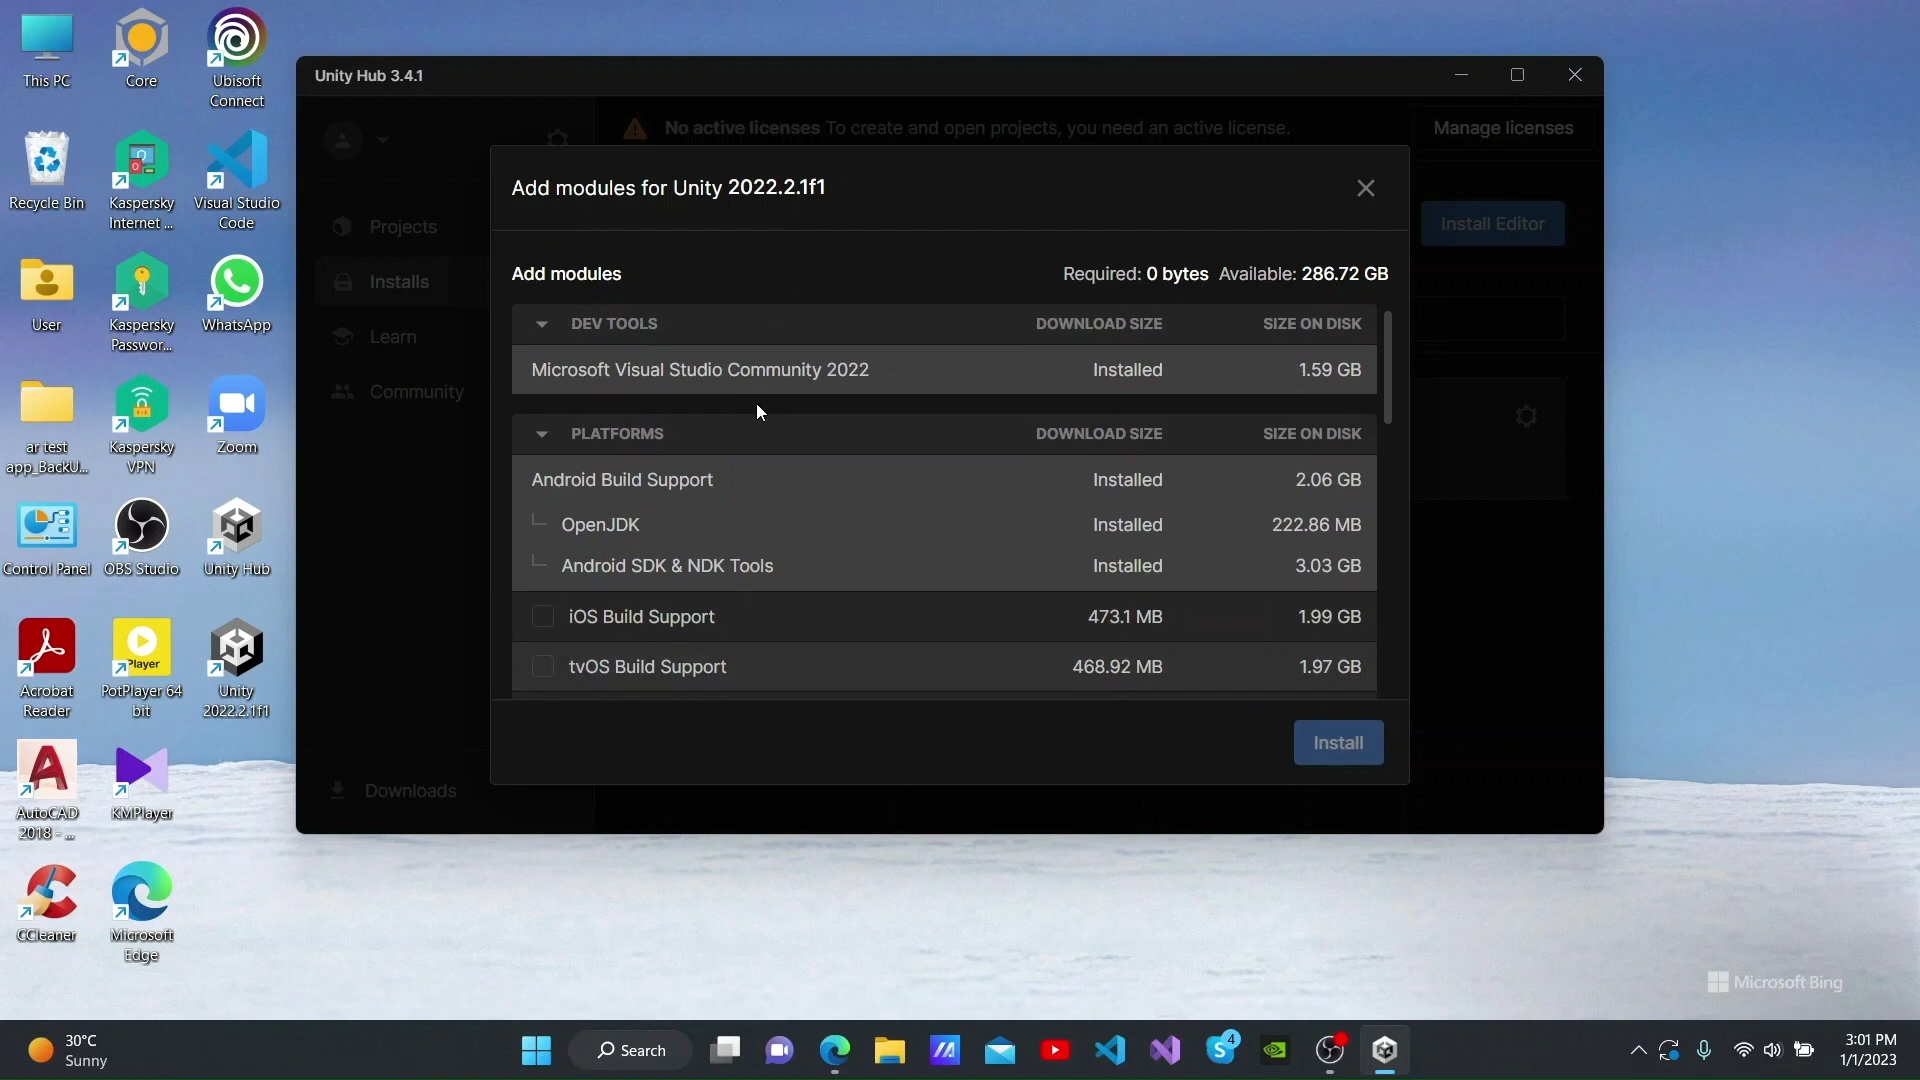 This PC
Core
Ubisoft
Connect
Recycle Bin
Kaspersky
Internet ...
Visual Studio
Code
User
Kaspersky
Passwor...
WhatsApp
ar test
app_BackU...
Kaspersky
VPN
Zoom
Control Panel
OBS Studio
Unity Hub
Acrobat
Reader
Player
PotPlayer 64
bit
Unity
2022.2.1f1
AutoCAD
2018 - ...
KMPlayer
CCleaner
Microsoft
Edge
Unity Hub 3.4.1
No active licenses To create and open projects, you need an active license.
Manage licenses
Projects
Installs
Learn
Community
Downloads
Install Editor
Add modules for Unity 2022.2.1f1
Add modules Required: 0 bytes Available: 286.72 GB
DEV TOOLS DOWNLOAD SIZE SIZE ON DISK
Microsoft Visual Studio Community 2022 Installed 1.59 GB
PLATFORMS DOWNLOAD SIZE SIZE ON DISK
Android Build Support Installed 2.06 GB
OpenJDK Installed 222.86 MB
Android SDK & NDK Tools Installed 3.03 GB
iOS Build Support 473.1 MB 1.99 GB
tvOS Build Support 468.92 MB 1.97 GB
Install
Microsoft Bing
30°C
Sunny
Search
4
3:01 PM
1/1/2023